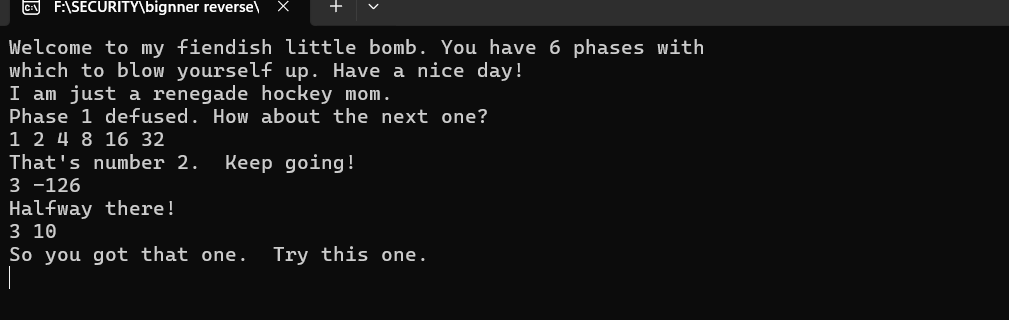 F:\SECURITY\bignner reverse\
Welcome to my fiendish little bomb. You have 6 phases with
which to blow yourself up. Have a nice day!
I am just a renegade hockey mom.
Phase 1 defused. How about the next one?
1 2 4 8 16 32
That's number 2.  Keep going!
3 -126
Halfway there!
3 10
So you got that one.  Try this one.